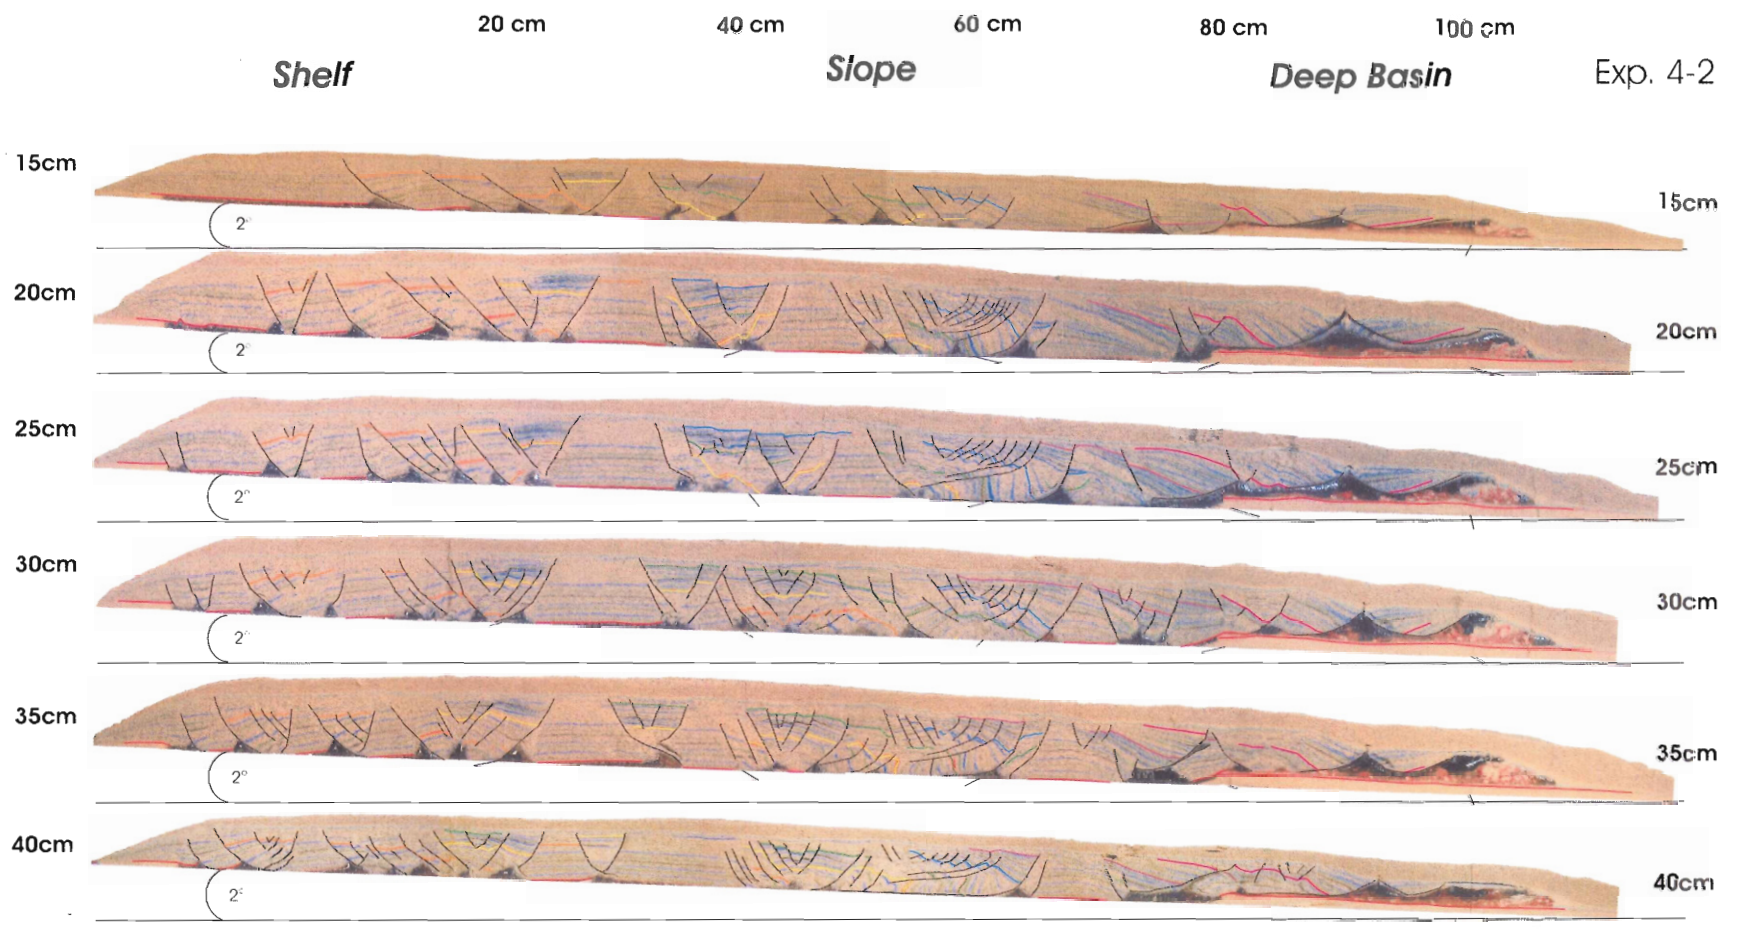 20 cm 40 cm 60 cm 80 cm 100 cm
Shelf Slope Deep Basin Exp. 4-2
15cm 15cm
2°
20cm 20cm
2°
25cm 25cm
2°
30cm 30cm
2°
35cm 35cm
2°
40cm 40cm
2°